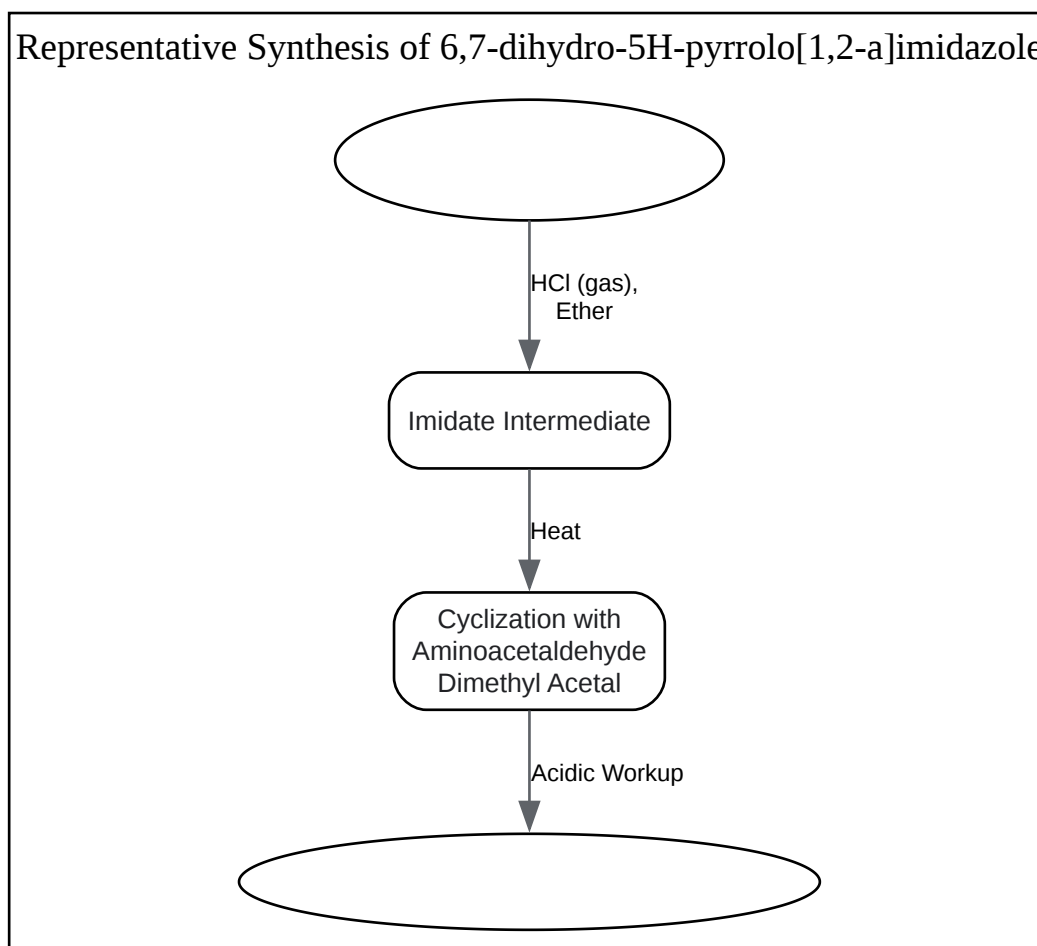 Representative Synthesis of 6,7-dihydro-5H-pyrrolo[1,2-a]imidazole
HCl (gas),
Ether
Imidate Intermediate
Heat
Cyclization with
Aminoacetaldehyde
Dimethyl Acetal
Acidic Workup